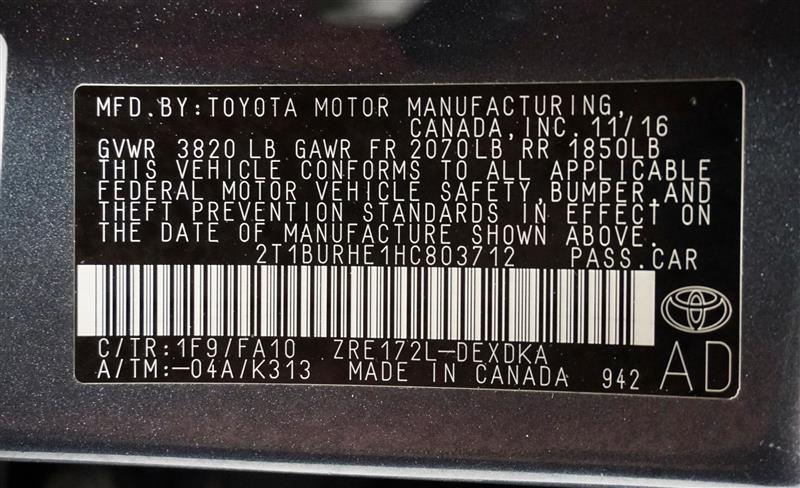 MFD.BY:TOYOTA MOTOR MANUFACTURING,
CANADA,INC. 11/16
GVWR 3820 LB GAWR FR 2070LB RR 1850LB
THIS VEHICLE CONFORMS TO ALL APPLICABLE
FEDERAL MOTOR VEHICLE SAFETY,BUMPER,AND
THEFT PREVENTION STANDARDS IN EFFECT ON
THE DATE OF MANUFACTURE SHOWN ABOVE.
2T1BURHE1HC803712 PASS.CAR
C/TR:1F9/FA10 ZRE172L-DEXDKA
A/TM:-04A/K313 MADE IN CANADA 942 AD